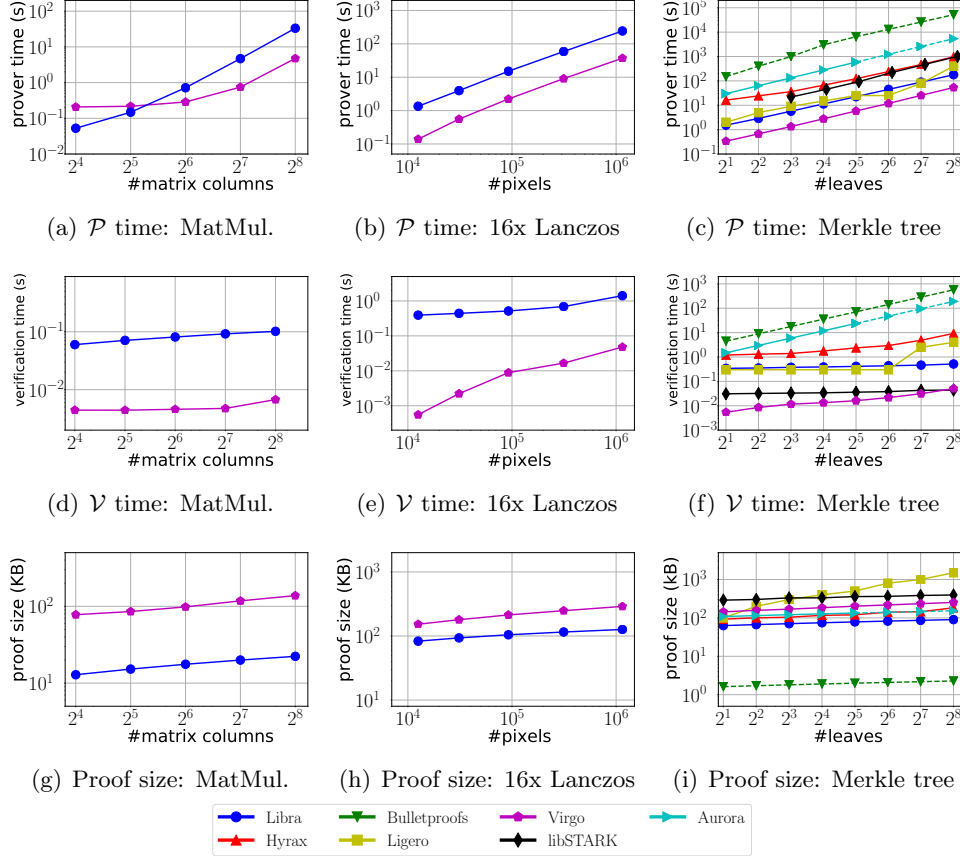 prover time (s)
10^2
10^1
10^0
10^{-1}
10^{-2}
2^4 2^5 2^6 2^7 2^8
#matrix columns
(a) 𝒫 time: MatMul.
prover time (s)
10^3
10^2
10^1
10^0
10^{-1}
10^4 10^5 10^6
#pixels
(b) 𝒫 time: 16x Lanczos
prover time (s)
10^5
10^4
10^3
10^2
10^1
10^0
10^{-1}
2^1 2^2 2^3 2^4 2^5 2^6 2^7 2^8
#leaves
(c) 𝒫 time: Merkle tree
verification time (s)
10^{-1}
10^{-2}
2^4 2^5 2^6 2^7 2^8
#matrix columns
(d) 𝒱 time: MatMul.
verification time (s)
10^0
10^{-1}
10^{-2}
10^{-3}
10^4 10^5 10^6
#pixels
(e) 𝒱 time: 16x Lanczos
verification time (s)
10^3
10^2
10^1
10^0
10^{-1}
10^{-2}
10^{-3}
2^1 2^2 2^3 2^4 2^5 2^6 2^7 2^8
#leaves
(f) 𝒱 time: Merkle tree
proof size (KB)
10^2
10^1
2^4 2^5 2^6 2^7 2^8
#matrix columns
(g) Proof size: MatMul.
proof size (KB)
10^3
10^2
10^1
10^4 10^5 10^6
#pixels
(h) Proof size: 16x Lanczos
proof size (kB)
10^3
10^2
10^1
10^0
2^1 2^2 2^3 2^4 2^5 2^6 2^7 2^8
#leaves
(i) Proof size: Merkle tree
Libra Bulletproofs Virgo Aurora
Hyrax Ligero libSTARK